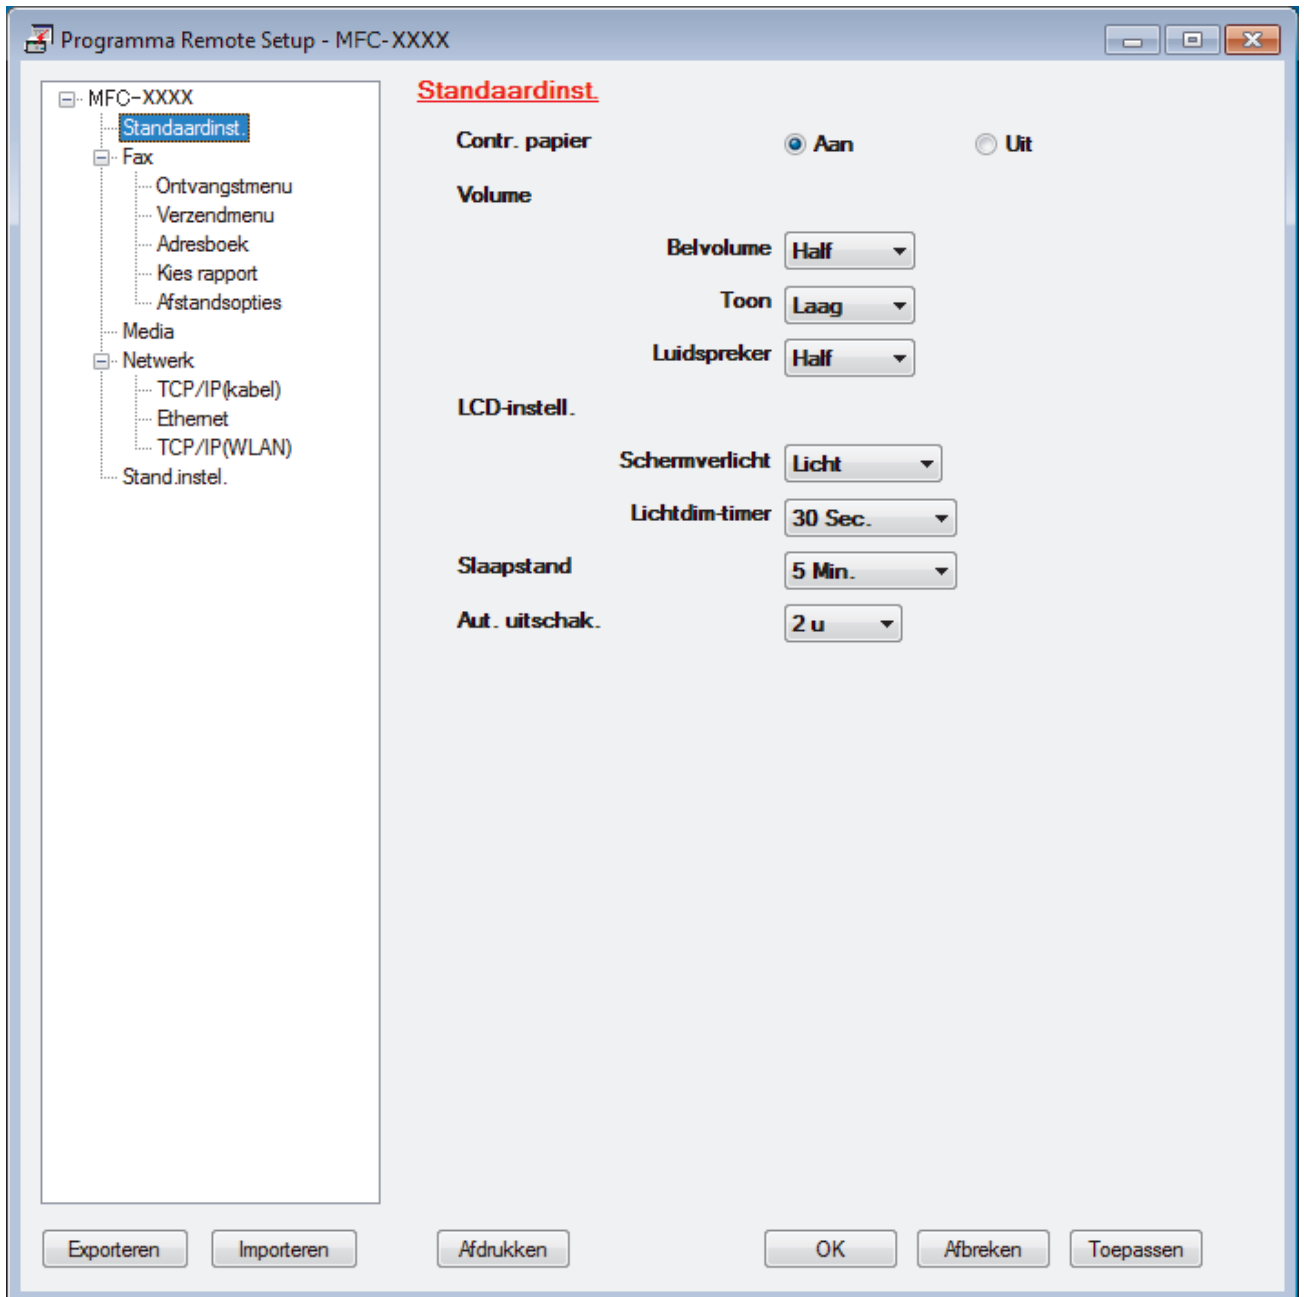 Programma Remote Setup - MFC-XXXX
MFC-XXXX
Standaardinst.
Fax
Ontvangstmenu
Verzendmenu
Adresboek
Kies rapport
Afstandsopties
Media
Netwerk
TCP/IP(kabel)
Ethernet
TCP/IP(WLAN)
Stand.instel.
Standaardinst.
Contr. papier Aan Uit
Volume
Belvolume Half
Toon Laag
Luidspreker Half
LCD-instell.
Schermverlicht Licht
Lichtdim-timer 30 Sec.
Slaapstand 5 Min.
Aut. uitschak. 2 u
Exporteren Importeren Afdrukken OK Afbreken Toepassen